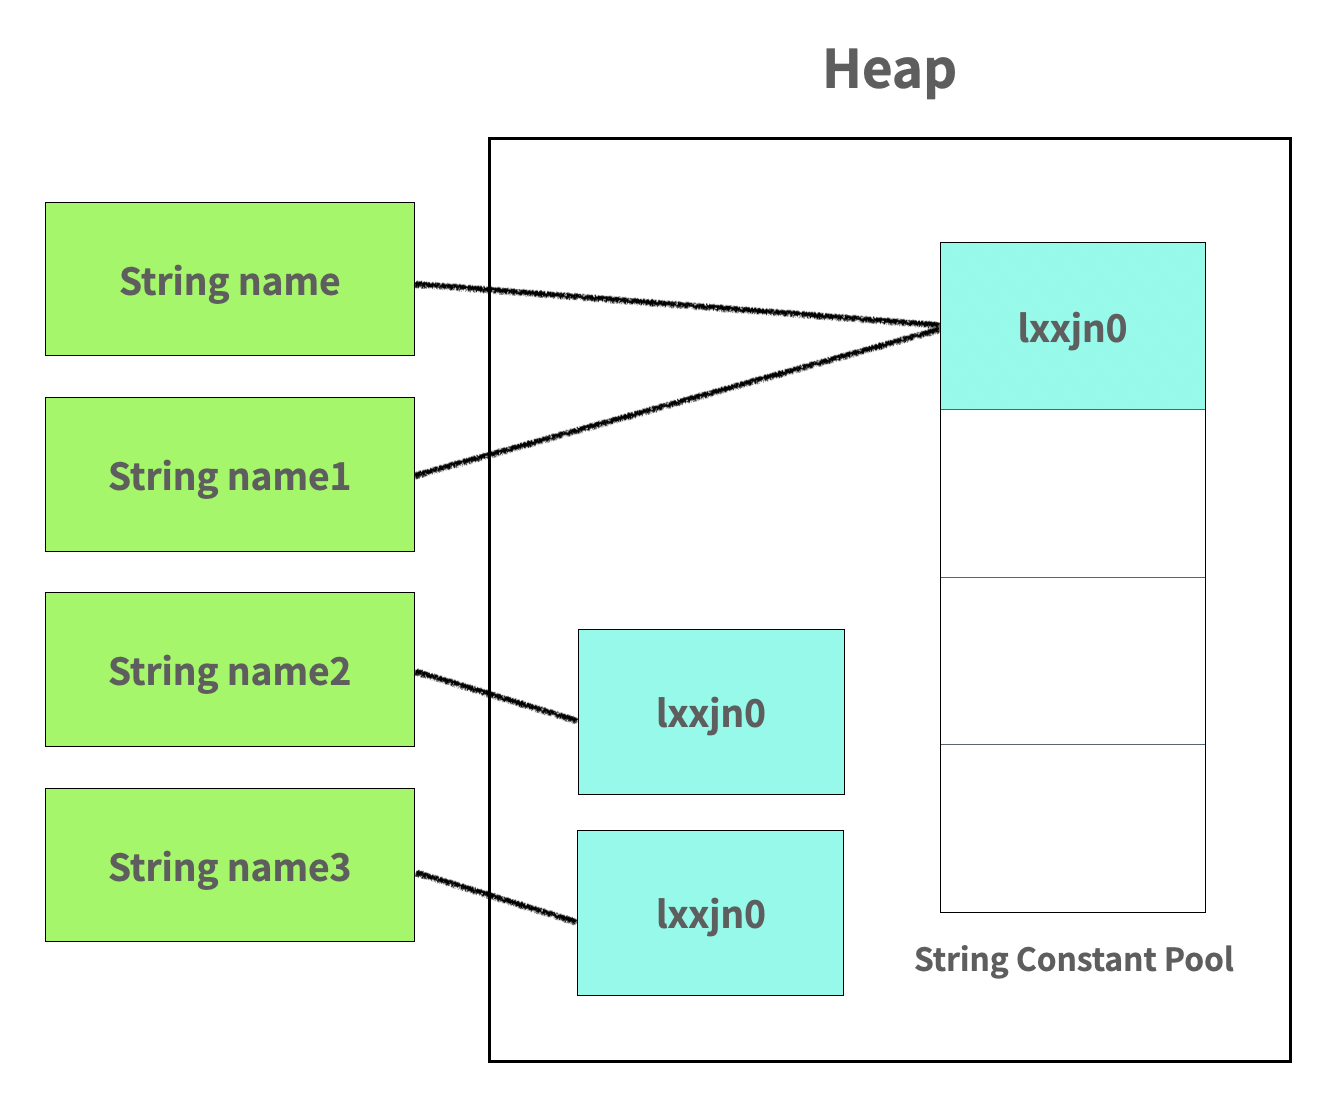 Heap
String name
lxxjn0
String name1
String name2
lxxjn0
String name3
lxxjn0
String Constant Pool